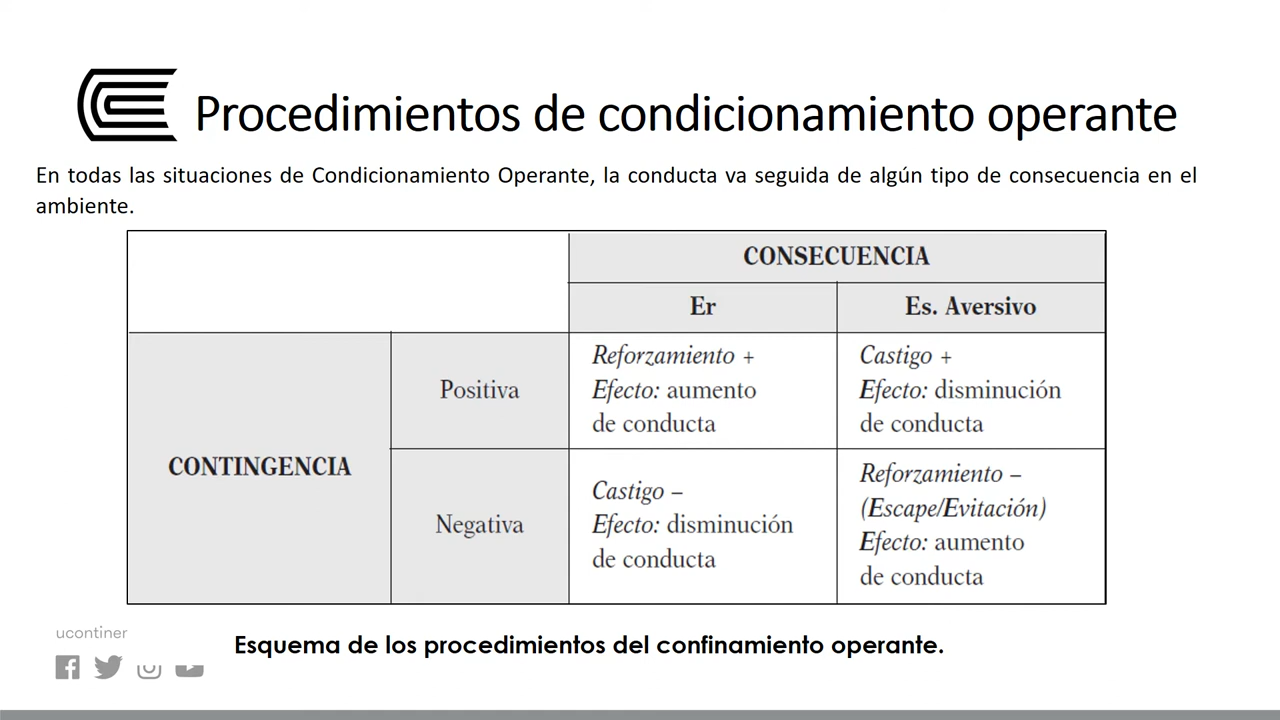 Procedimientos de condicionamiento operante
En todas las situaciones de Condicionamiento Operante, la conducta va seguida de algún tipo de consecuencia en el
ambiente.
CONSECUENCIA
Er
Es. Aversivo
CONTINGENCIA
Positiva
Reforzamiento +
Efecto: aumento
de conducta
Castigo +
Efecto: disminución
de conducta
Negativa
Castigo –
Efecto: disminución
de conducta
Reforzamiento –
(Escape/Evitación)
Efecto: aumento
de conducta
ucontiner
Esquema de los procedimientos del confinamiento operante.